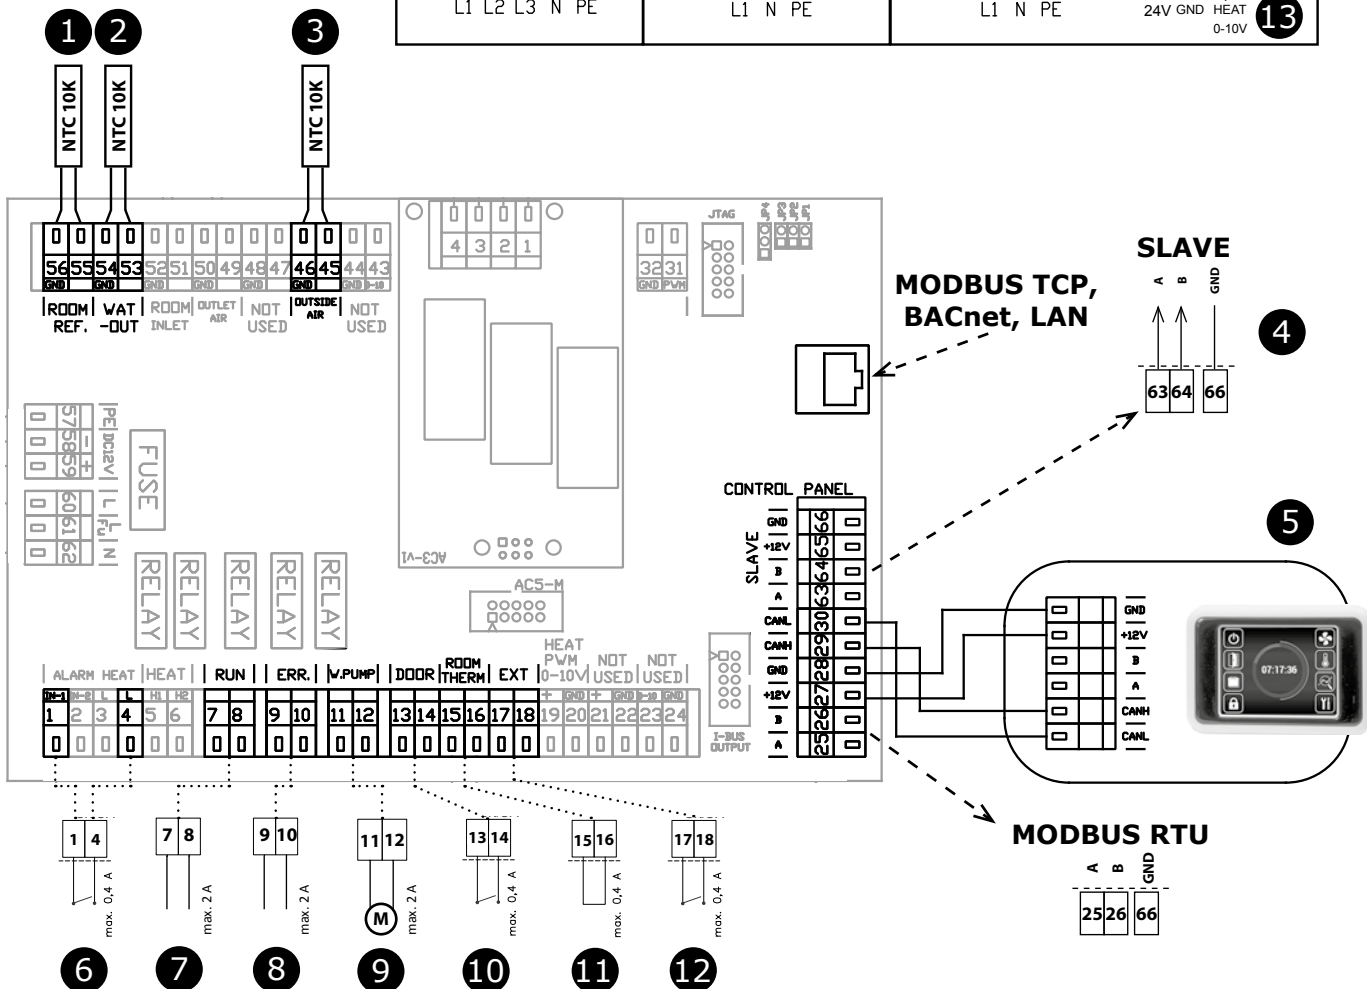 L1 L2 L3 N PE
L1 N PE
L1 N PE
24V GND HEAT
0-10V
13
1 2 3
NTC 10K NTC 10K NTC 10K
4 3 2 1
JTAG
JP4 JP3 JP2 JP1
56 55 54 53 52 51 50 49 48 47 46 45 44 43
GND GND GND GND GND GND GND 0-10
32 31
GND PWM
ROOM REF.
WAT -OUT
ROOM INLET
OUTLET AIR
NOT USED
OUTSIDE AIR
NOT USED
MODBUS TCP,
BACnet, LAN
SLAVE
A B GND
63 64 66
4
57 58 59
PE DC12V - +
60 61 62
L L Fu N
FUSE
RELAY RELAY RELAY RELAY RELAY
AC3-v1
AC5-M
CONTROL PANEL
SLAVE
GND 66
+12V 65
B 64
A 63
CANL 30
CANH 29
GND 28
+12V 27
B 26
A 25
5
GND
+12V
B
A
CANH
CANL
07:17:36
ALARM HEAT HEAT RUN ERR. W.PUMP DOOR ROOM THERM EXT
HEAT PWM 0-10V
NOT USED
NOT USED
IN-1 IN-2 L L H1 H2
+ GND + GND 0-10 GND
1 2 3 4 5 6 7 8 9 10 11 12 13 14 15 16 17 18 19 20 21 22 23 24
I-BUS OUTPUT
1 4
max. 0,4 A
7 8
max. 2 A
9 10
11 12
M
max. 2 A
13 14
max. 0,4 A
15 16
max. 0,4 A
17 18
max. 0,4 A
MODBUS RTU
A B GND
25 26 66
6 7 8 9 10 11 12